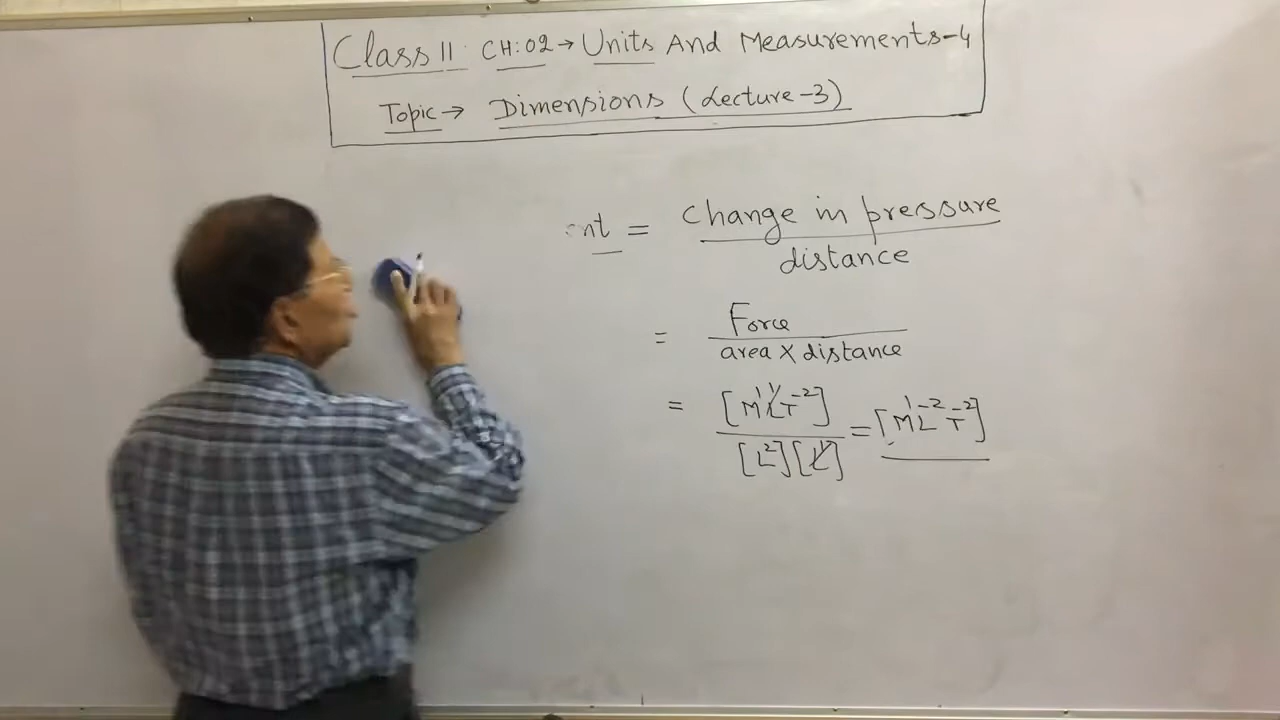 Class 11 CH:02→ Units And Measurements-4
Topic→ Dimensions (Lecture-3)
nt = Change in pressure
distance
= Force
area X distance
= [M¹L¹T⁻²]
[L²][L] = [M¹L⁻²T⁻²]